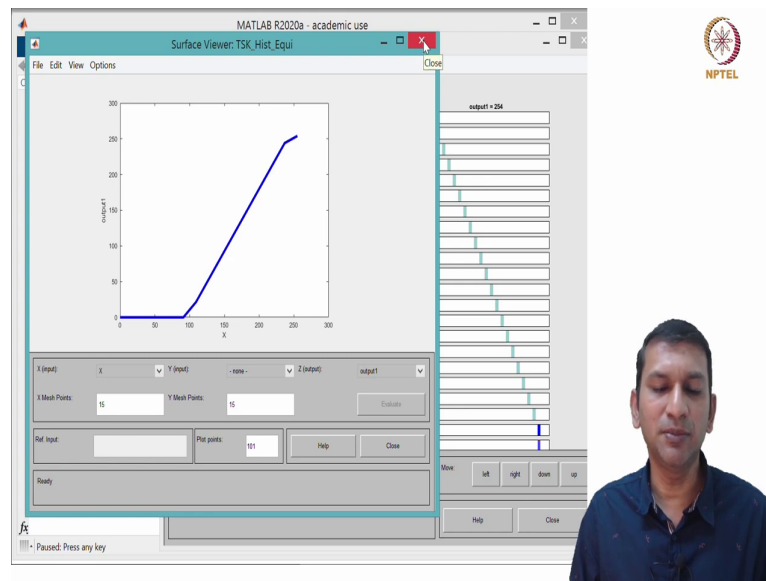 MATLAB R2020a - academic use
Surface Viewer: TSK_Hist_Equi
Close
File Edit View Options
NPTEL
output1 = 254
300
250
200
150
100
50
0
output1
0 50 100 150 200 250 300
X
X (input): X Y (input) - none - Z (output): output1
X Mesh Points: 15 Y Mesh Points: 15 Evaluate
Ref. Input: Plot points: 101 Help Close
Ready
Move: left right down up
Help Close
fx
Paused: Press any key